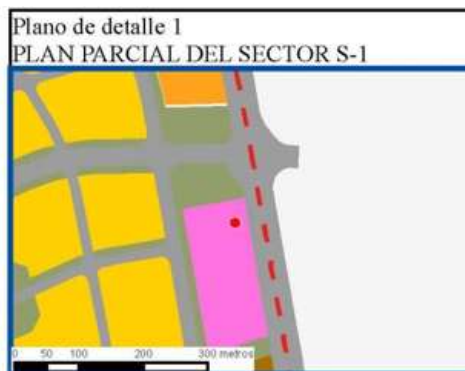 Plano de detalle 1
PLAN PARCIAL DEL SECTOR S-1
0 50 100 200 300 metros